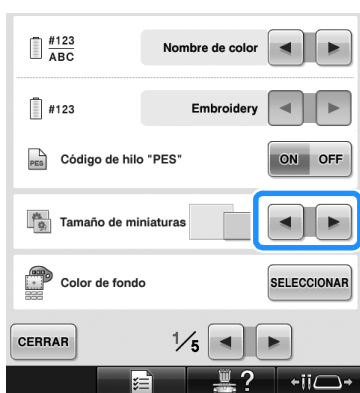 #123
ABC
Nombre de color
#123
Embroidery
PES
Código de hilo "PES"
ON OFF
Tamaño de miniaturas
Color de fondo
SELECCIONAR
CERRAR
1/5
?